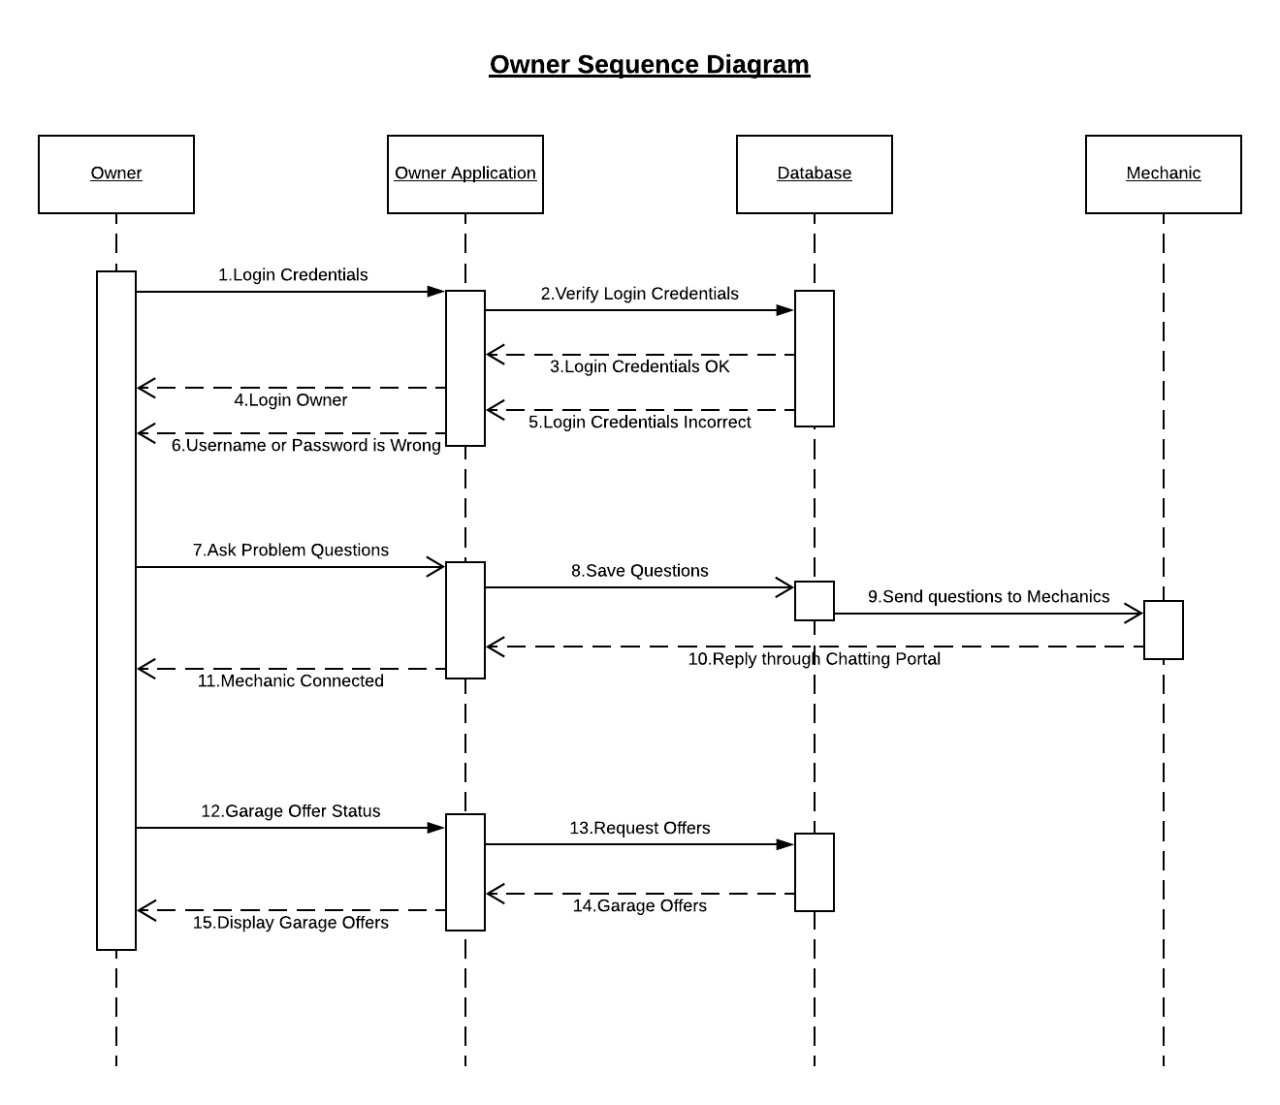 Owner Sequence Diagram
Owner
Owner Application
Database
Mechanic
1.Login Credentials
2.Verify Login Credentials
3.Login Credentials OK
4.Login Owner
5.Login Credentials Incorrect
6.Username or Password is Wrong
7.Ask Problem Questions
8.Save Questions
9.Send questions to Mechanics
10.Reply through Chatting Portal
11.Mechanic Connected
12.Garage Offer Status
13.Request Offers
14.Garage Offers
15.Display Garage Offers